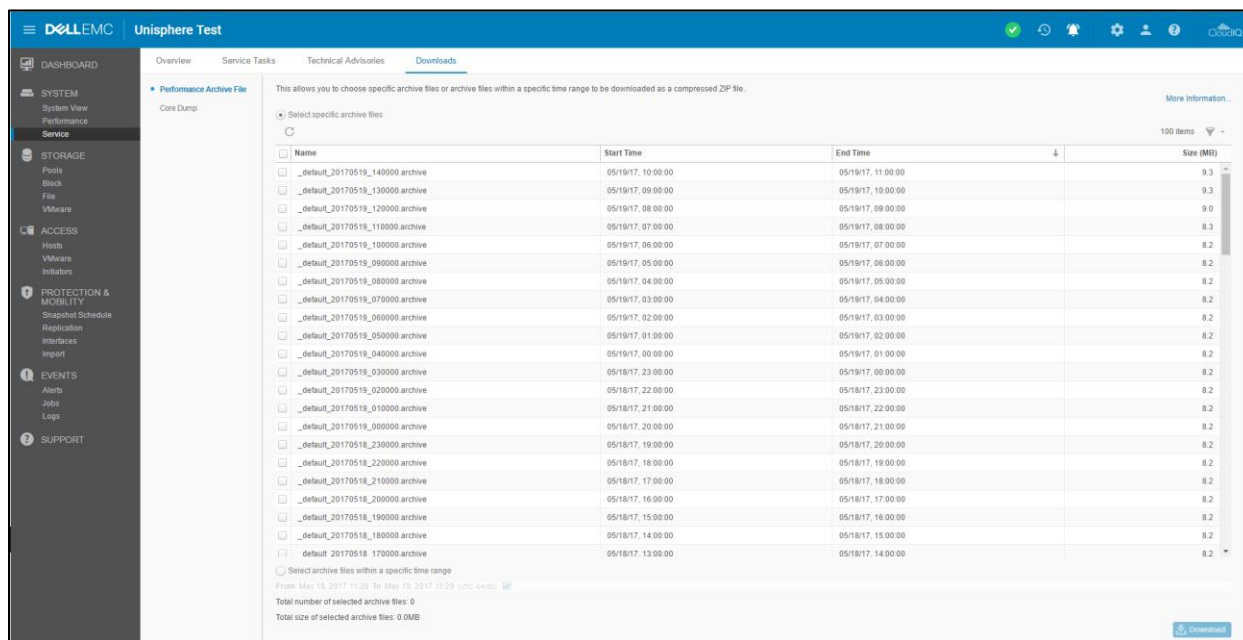 DELLEMC Unisphere Test CloudIQ
DASHBOARD
SYSTEM
System View
Performance
Service
STORAGE
Pools
Block
File
VMware
ACCESS
Hosts
VMware
Initiators
PROTECTION & MOBILITY
Snapshot Schedule
Replication
Interfaces
Import
EVENTS
Alerts
Jobs
Logs
SUPPORT
Overview Service Tasks Technical Advisories Downloads
Performance Archive File
Core Dump
This allows you to choose specific archive files or archive files within a specific time range to be downloaded as a compressed ZIP file.
More Information...
Select specific archive files
100 items
Name Start Time End Time Size (MB)
_default_20170519_140000.archive 05/19/17, 10:00:00 05/19/17, 11:00:00 9.3
_default_20170519_130000.archive 05/19/17, 09:00:00 05/19/17, 10:00:00 9.3
_default_20170519_120000.archive 05/19/17, 08:00:00 05/19/17, 09:00:00 9.0
_default_20170519_110000.archive 05/19/17, 07:00:00 05/19/17, 08:00:00 8.3
_default_20170519_100000.archive 05/19/17, 06:00:00 05/19/17, 07:00:00 8.2
_default_20170519_090000.archive 05/19/17, 05:00:00 05/19/17, 06:00:00 8.2
_default_20170519_080000.archive 05/19/17, 04:00:00 05/19/17, 05:00:00 8.2
_default_20170519_070000.archive 05/19/17, 03:00:00 05/19/17, 04:00:00 8.2
_default_20170519_060000.archive 05/19/17, 02:00:00 05/19/17, 03:00:00 8.2
_default_20170519_050000.archive 05/19/17, 01:00:00 05/19/17, 02:00:00 8.2
_default_20170519_040000.archive 05/19/17, 00:00:00 05/19/17, 01:00:00 8.2
_default_20170519_030000.archive 05/18/17, 23:00:00 05/19/17, 00:00:00 8.2
_default_20170519_020000.archive 05/18/17, 22:00:00 05/18/17, 23:00:00 8.2
_default_20170519_010000.archive 05/18/17, 21:00:00 05/18/17, 22:00:00 8.2
_default_20170519_000000.archive 05/18/17, 20:00:00 05/18/17, 21:00:00 8.2
_default_20170518_230000.archive 05/18/17, 19:00:00 05/18/17, 20:00:00 8.2
_default_20170518_220000.archive 05/18/17, 18:00:00 05/18/17, 19:00:00 8.2
_default_20170518_210000.archive 05/18/17, 17:00:00 05/18/17, 18:00:00 8.2
_default_20170518_200000.archive 05/18/17, 16:00:00 05/18/17, 17:00:00 8.2
_default_20170518_190000.archive 05/18/17, 15:00:00 05/18/17, 16:00:00 8.2
_default_20170518_180000.archive 05/18/17, 14:00:00 05/18/17, 15:00:00 8.2
_default_20170518_170000.archive 05/18/17, 13:00:00 05/18/17, 14:00:00 8.2
Select archive files within a specific time range
From: May 18, 2017 11:29 To: May 19, 2017 11:29 (UTC-04:00)
Total number of selected archive files: 0
Total size of selected archive files: 0.0MB
Download